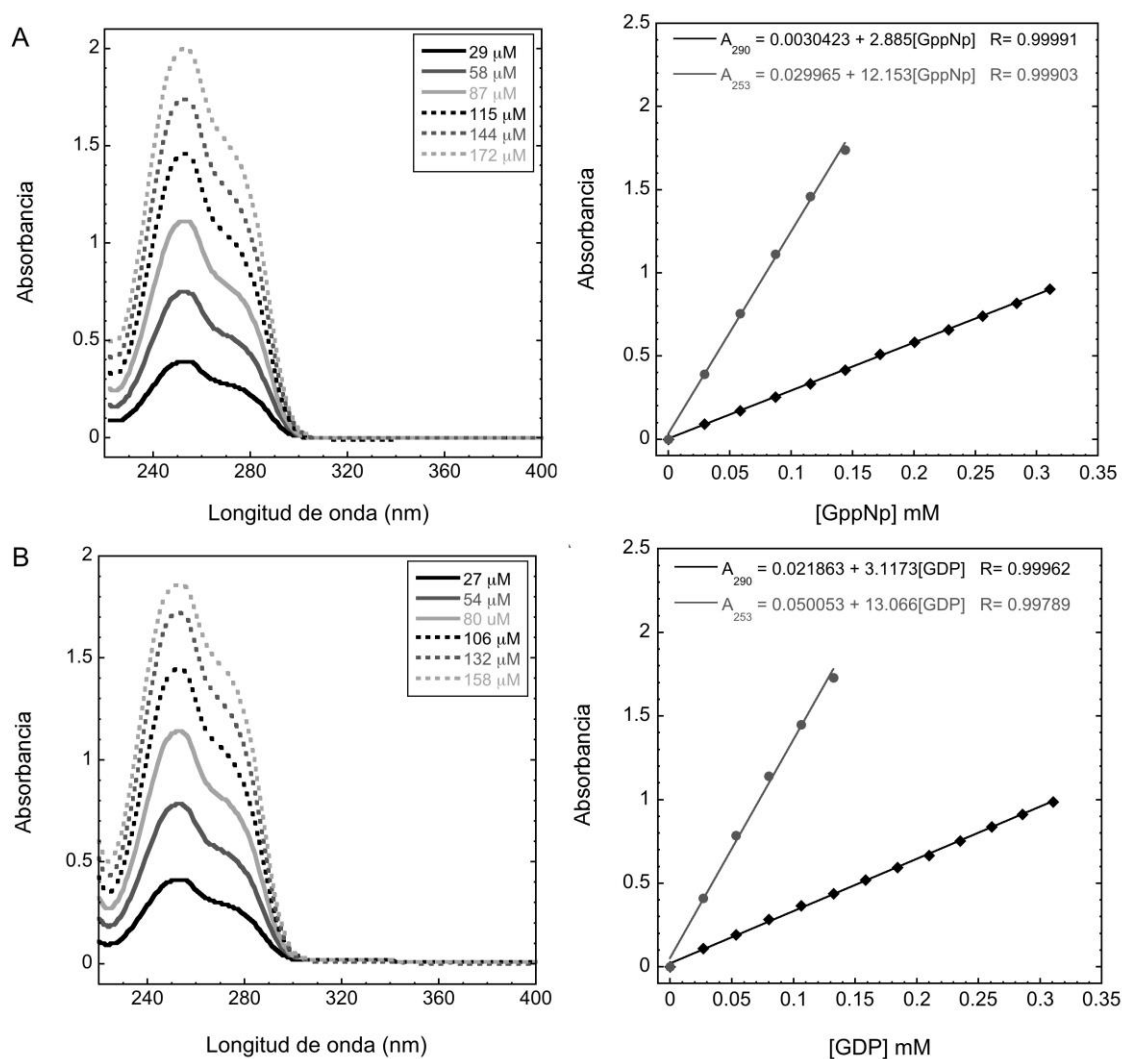 A
Absorbancia
2
1.5
1
0.5
0
29 μM
58 μM
87 μM
115 μM
144 μM
172 μM
240 280 320 360 400
Longitud de onda (nm)
Absorbancia
2.5
2
1.5
1
0.5
0
A290 = 0.0030423 + 2.885[GppNp] R= 0.99991
A253 = 0.029965 + 12.153[GppNp] R= 0.99903
0 0.05 0.1 0.15 0.2 0.25 0.3 0.35
[GppNp] mM
B
Absorbancia
2
1.5
1
0.5
0
27 μM
54 μM
80 uM
106 μM
132 μM
158 μM
240 280 320 360 400
Longitud de onda (nm)
Absorbancia
2.5
2
1.5
1
0.5
0
A290 = 0.021863 + 3.1173[GDP] R= 0.99962
A253 = 0.050053 + 13.066[GDP] R= 0.99789
0 0.05 0.1 0.15 0.2 0.25 0.3 0.35
[GDP] mM